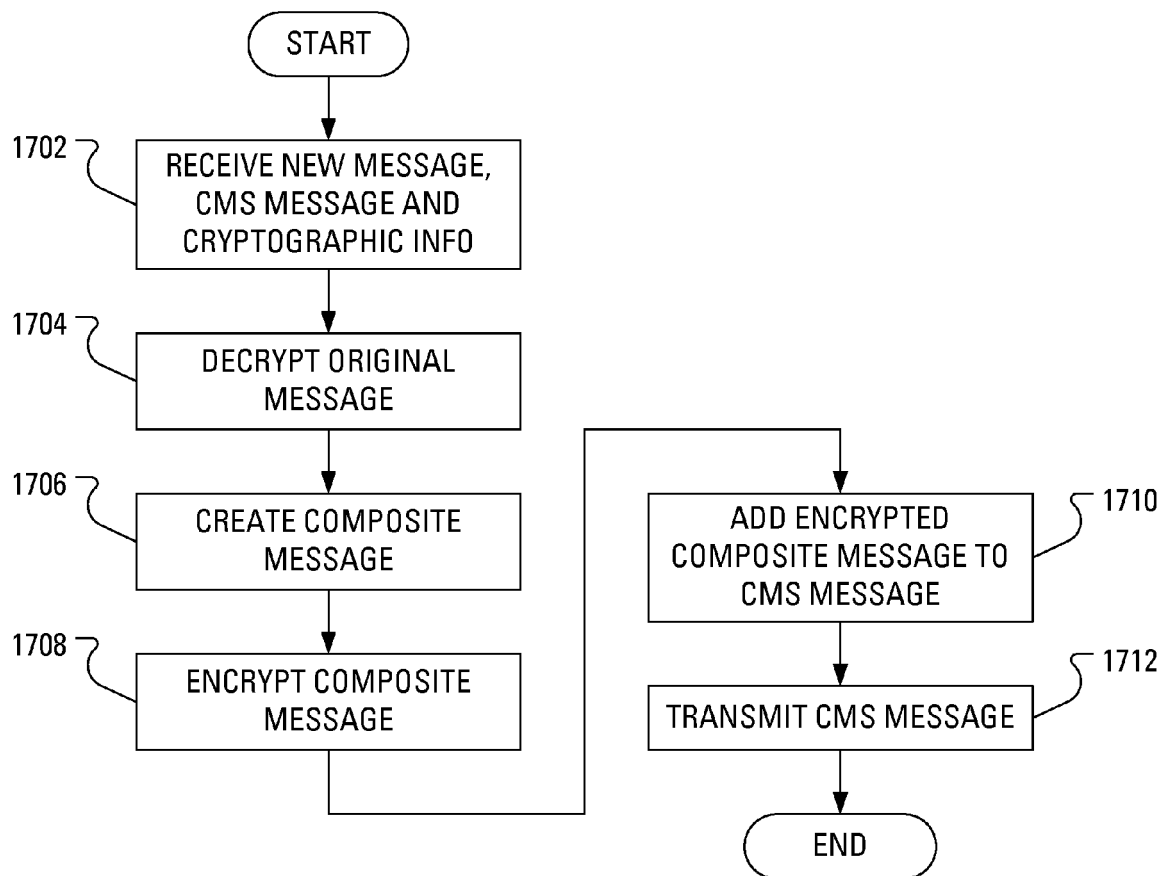 START
1702
RECEIVE NEW MESSAGE,
CMS MESSAGE AND
CRYPTOGRAPHIC INFO
1704
DECRYPT ORIGINAL
MESSAGE
1706
CREATE COMPOSITE
MESSAGE
1708
ENCRYPT COMPOSITE
MESSAGE
1710
ADD ENCRYPTED
COMPOSITE MESSAGE TO
CMS MESSAGE
1712
TRANSMIT CMS MESSAGE
END